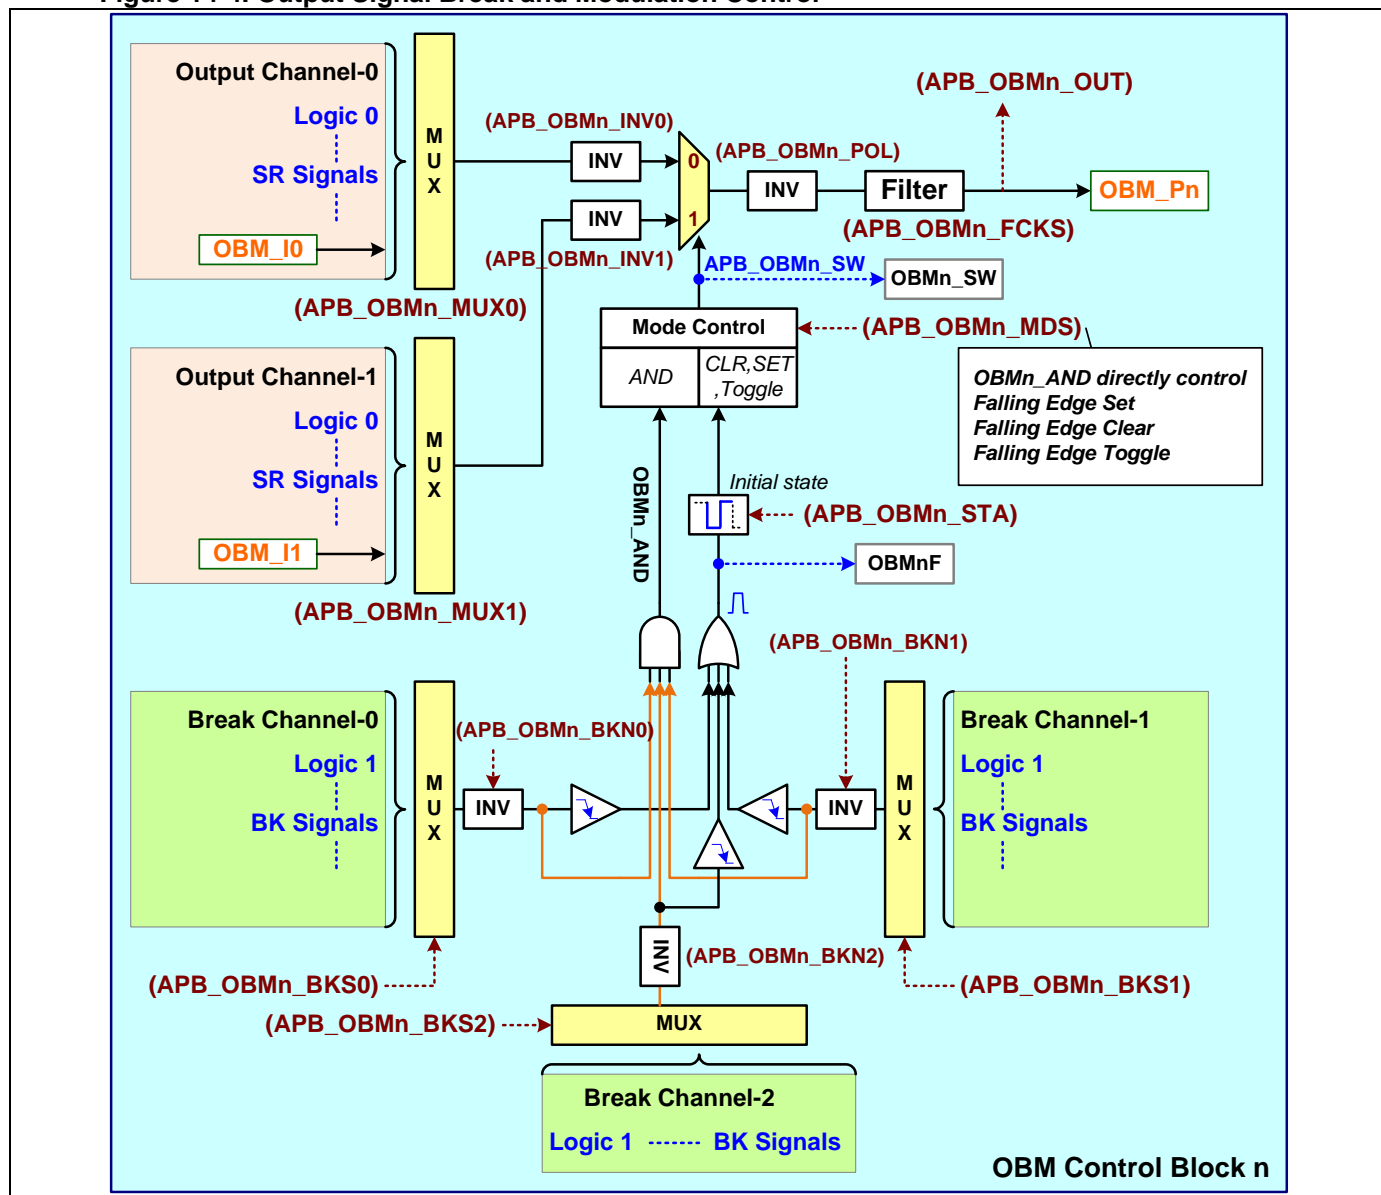 Output Channel-0
Logic 0
SR Signals
OBM_I0
MUX
(APB_OBMn_MUX0)
(APB_OBMn_INV0)
INV
INV
(APB_OBMn_INV1)
0
1
(APB_OBMn_POL)
INV
Filter
(APB_OBMn_FCKS)
(APB_OBMn_OUT)
OBM_Pn
APB_OBMn_SW
OBMn_SW
Output Channel-1
Logic 0
SR Signals
OBM_I1
MUX
(APB_OBMn_MUX1)
Mode Control
AND
CLR,SET
,Toggle
(APB_OBMn_MDS)
OBMn_AND directly control
Falling Edge Set
Falling Edge Clear
Falling Edge Toggle
OBMn_AND
Initial state
(APB_OBMn_STA)
OBMnF
Break Channel-0
Logic 1
BK Signals
MUX
(APB_OBMn_BKN0)
INV
(APB_OBMn_BKS0)
(APB_OBMn_BKN1)
INV
MUX
Break Channel-1
Logic 1
BK Signals
(APB_OBMn_BKS1)
INV
(APB_OBMn_BKN2)
(APB_OBMn_BKS2)
MUX
Break Channel-2
Logic 1
BK Signals
OBM Control Block n